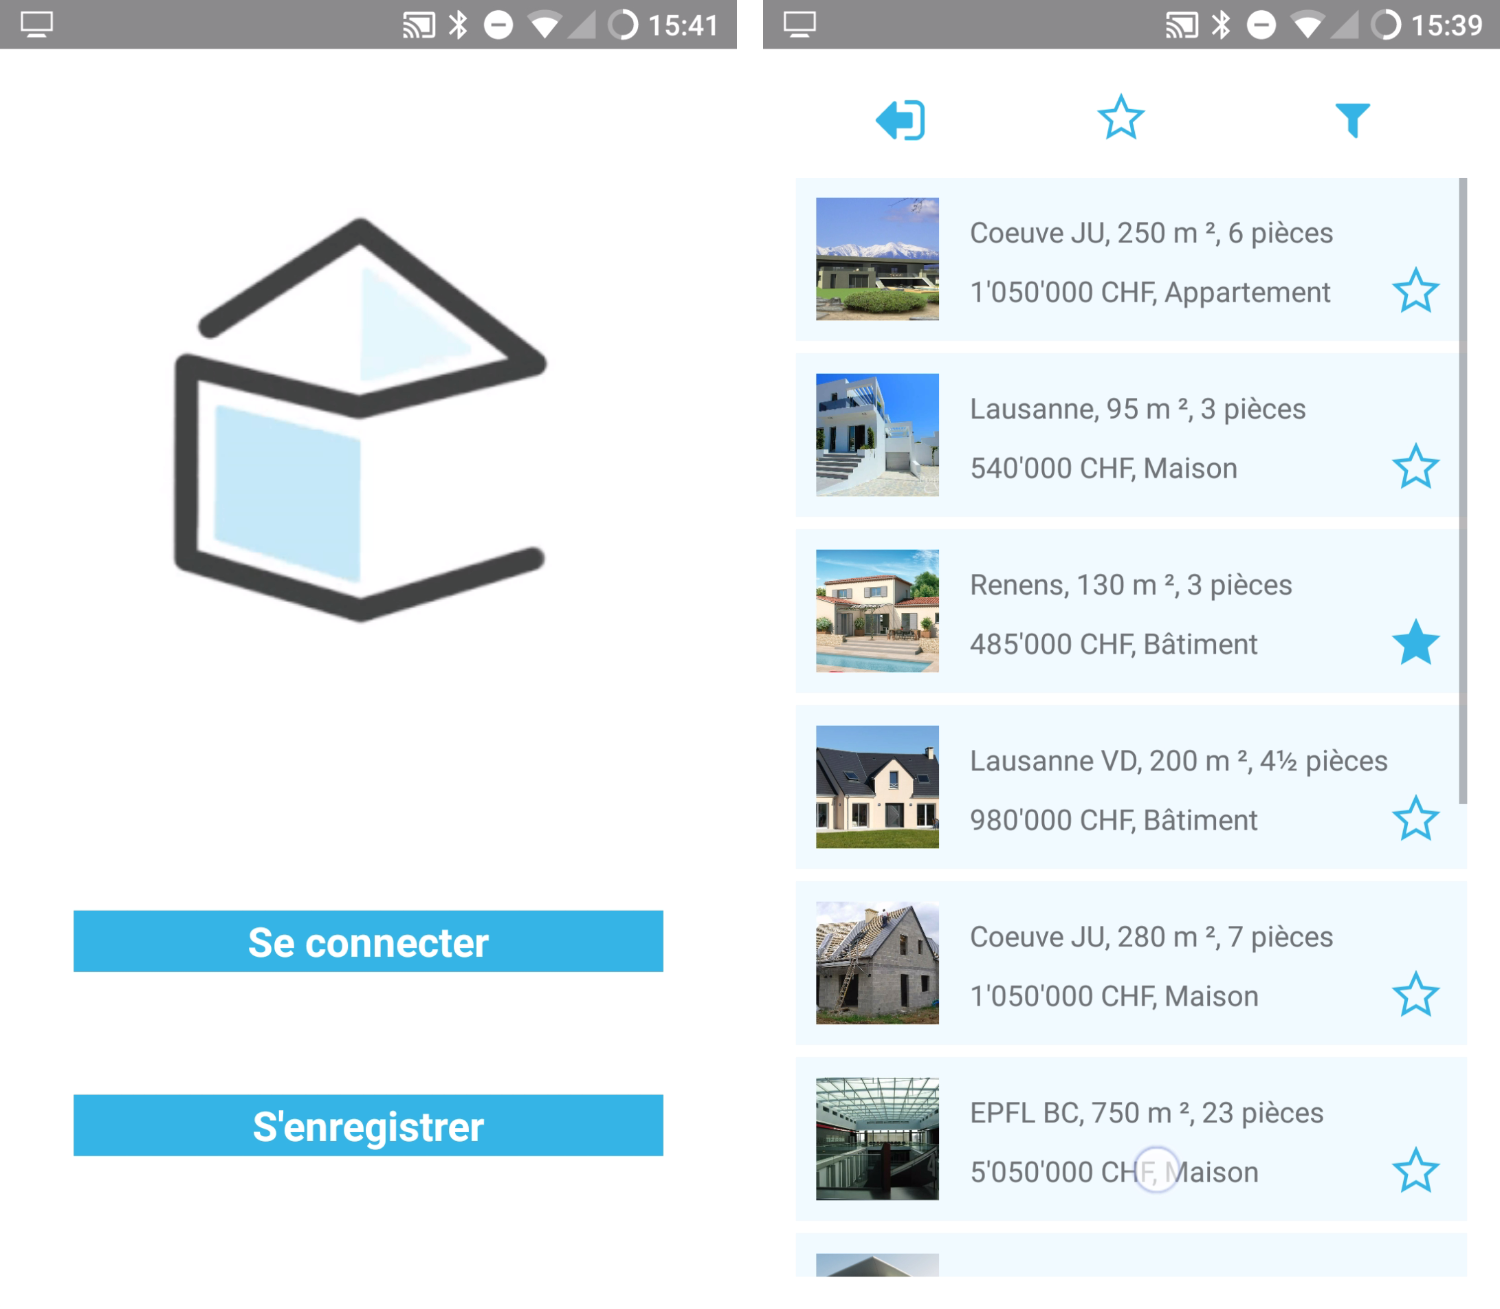 15:41
Se connecter
S'enregistrer
15:39
Coeuve JU, 250 m ², 6 pièces
1'050'000 CHF, Appartement
Lausanne, 95 m ², 3 pièces
540'000 CHF, Maison
Renens, 130 m ², 3 pièces
485'000 CHF, Bâtiment
Lausanne VD, 200 m ², 4½ pièces
980'000 CHF, Bâtiment
Coeuve JU, 280 m ², 7 pièces
1'050'000 CHF, Maison
EPFL BC, 750 m ², 23 pièces
5'050'000 CHF, Maison